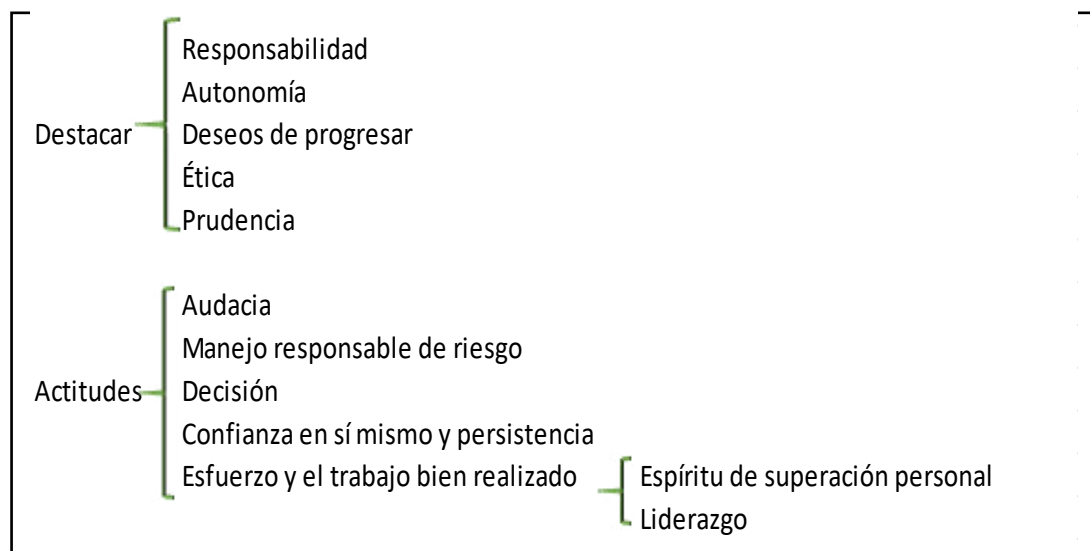 Responsabilidad
Autonomía
Destacar
Deseos de progresar
Ética
Prudencia
Audacia
Manejo responsable de riesgo
Actitudes
Decisión
Confianza en sí mismo y persistencia
Esfuerzo y el trabajo bien realizado
Espíritu de superación personal
Liderazgo